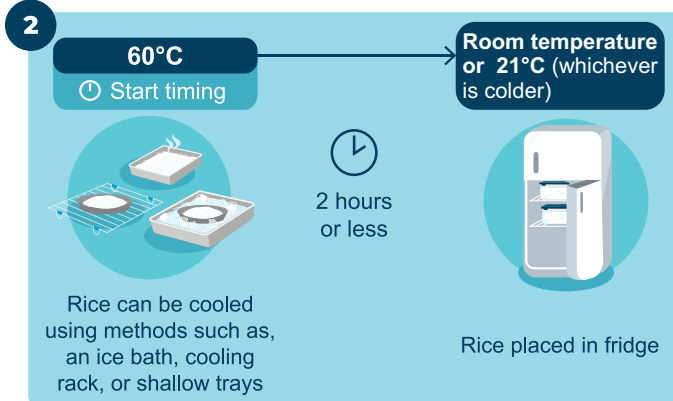 2
60°C
Start timing
Room temperature
or 21°C (whichever
is colder)
2 hours
or less
Rice can be cooled
using methods such as,
an ice bath, cooling
rack, or shallow trays
Rice placed in fridge